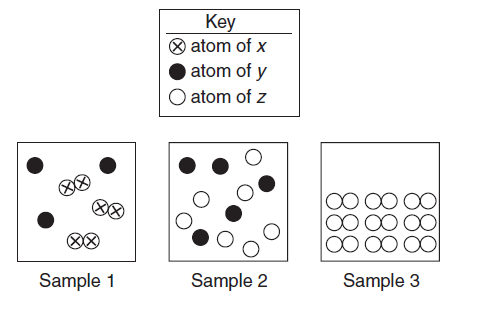 Key
atom of x
atom of y
atom of z
Sample 1
Sample 2
Sample 3